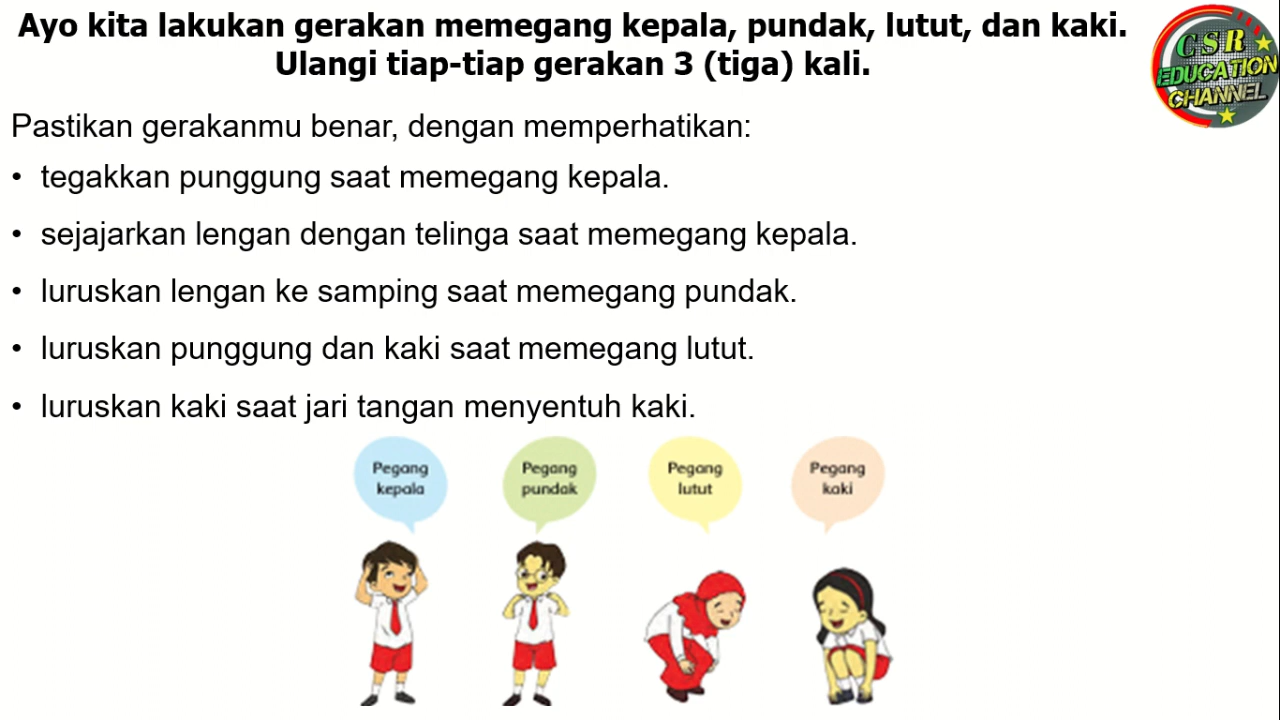 Ayo kita lakukan gerakan memegang kepala, pundak, lutut, dan kaki.
Ulangi tiap-tiap gerakan 3 (tiga) kali.
CSR
EDUCATION
CHANNEL
Pastikan gerakanmu benar, dengan memperhatikan:
• tegakkan punggung saat memegang kepala.
• sejajarkan lengan dengan telinga saat memegang kepala.
• luruskan lengan ke samping saat memegang pundak.
• luruskan punggung dan kaki saat memegang lutut.
• luruskan kaki saat jari tangan menyentuh kaki.
Pegang
kepala
Pegang
pundak
Pegang
lutut
Pegang
kaki